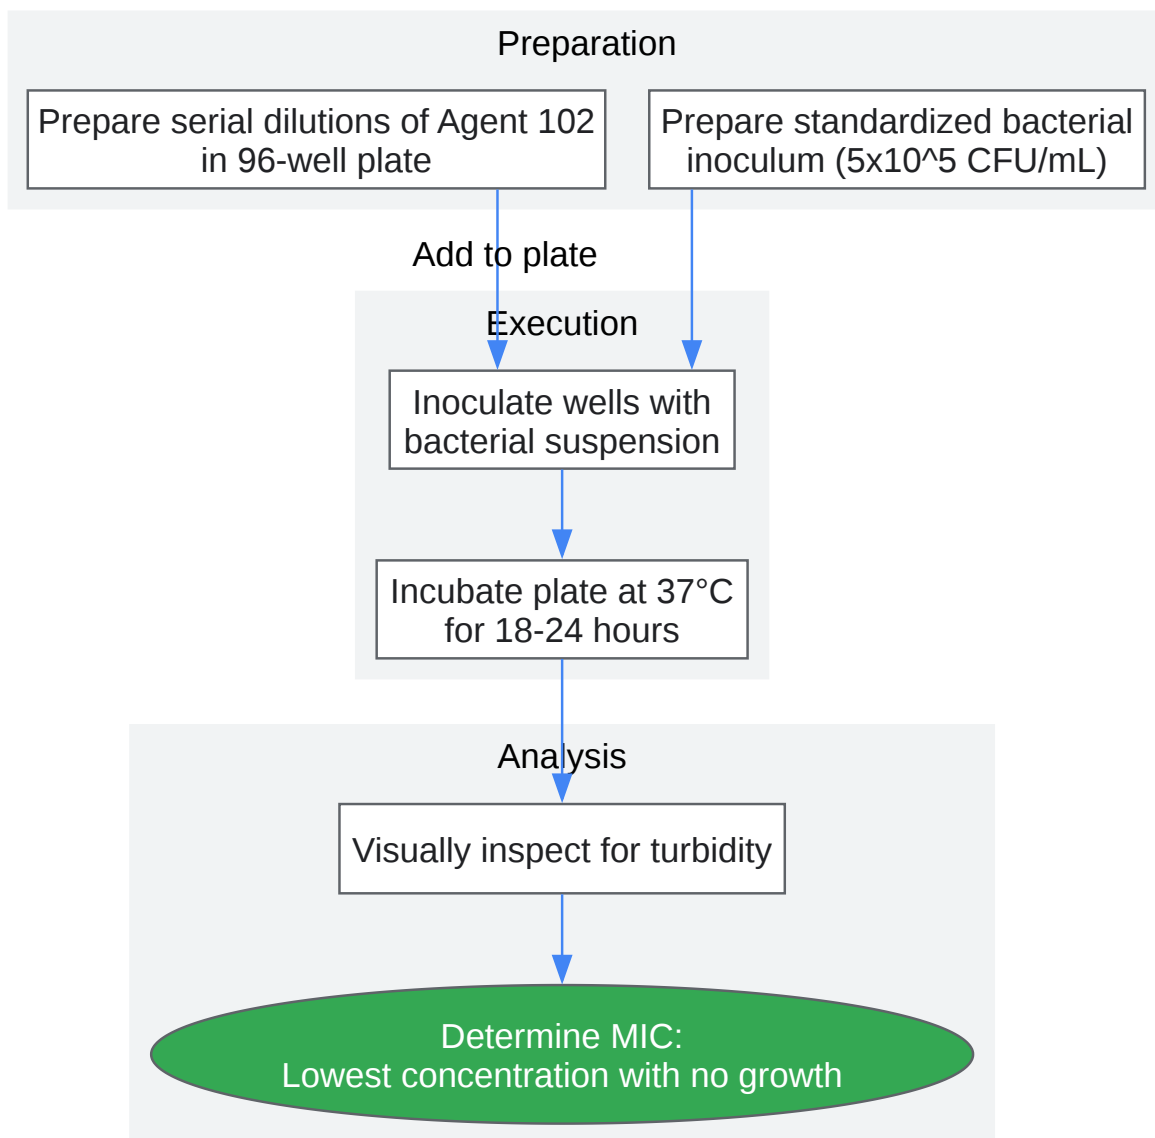 Preparation
Prepare serial dilutions of Agent 102
in 96-well plate
Prepare standardized bacterial
inoculum (5x10^5 CFU/mL)
Add to plate
Execution
Inoculate wells with
bacterial suspension
Incubate plate at 37°C
for 18-24 hours
Analysis
Visually inspect for turbidity
Determine MIC:
Lowest concentration with no growth